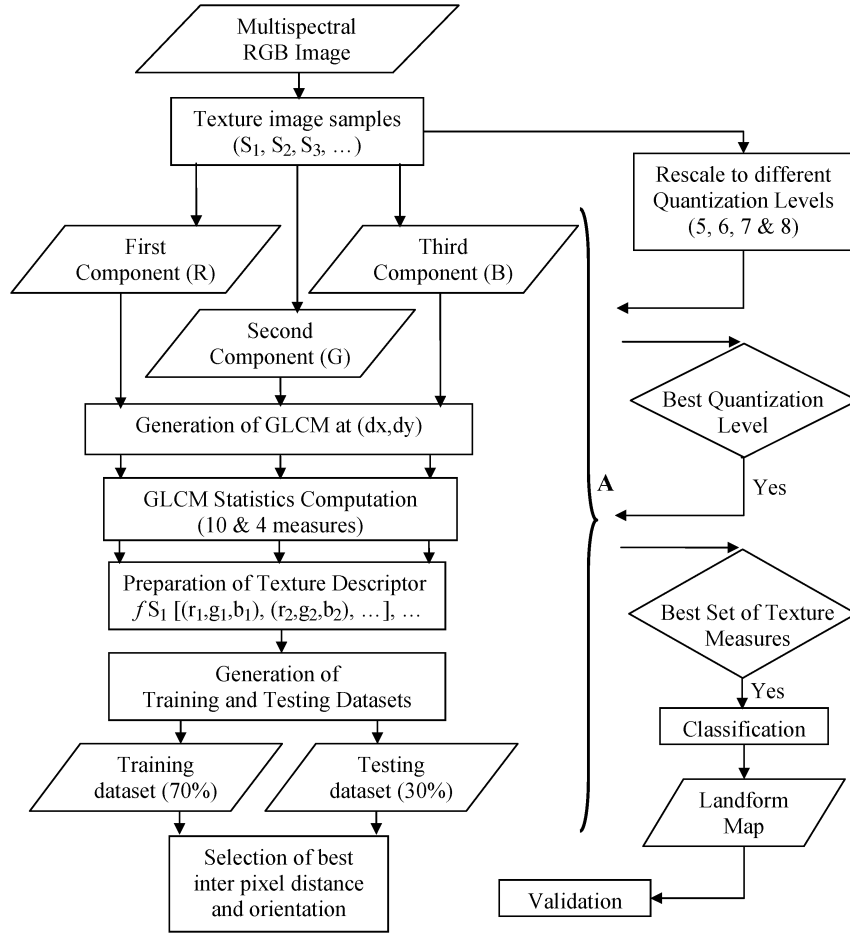 Multispectral
RGB Image
Texture image samples
(S₁, S₂, S₃, …)
First
Component (R)
Third
Component (B)
Second
Component (G)
Generation of GLCM at (dx,dy)
GLCM Statistics Computation
(10 & 4 measures)
Preparation of Texture Descriptor
f S₁ [(r₁,g₁,b₁), (r₂,g₂,b₂), …], …
Generation of
Training and Testing Datasets
Training
dataset (70%)
Testing
dataset (30%)
Selection of best
inter pixel distance
and orientation
A
Rescale to different
Quantization Levels
(5, 6, 7 & 8)
Best Quantization
Level
Yes
Best Set of Texture
Measures
Yes
Classification
Landform
Map
Validation